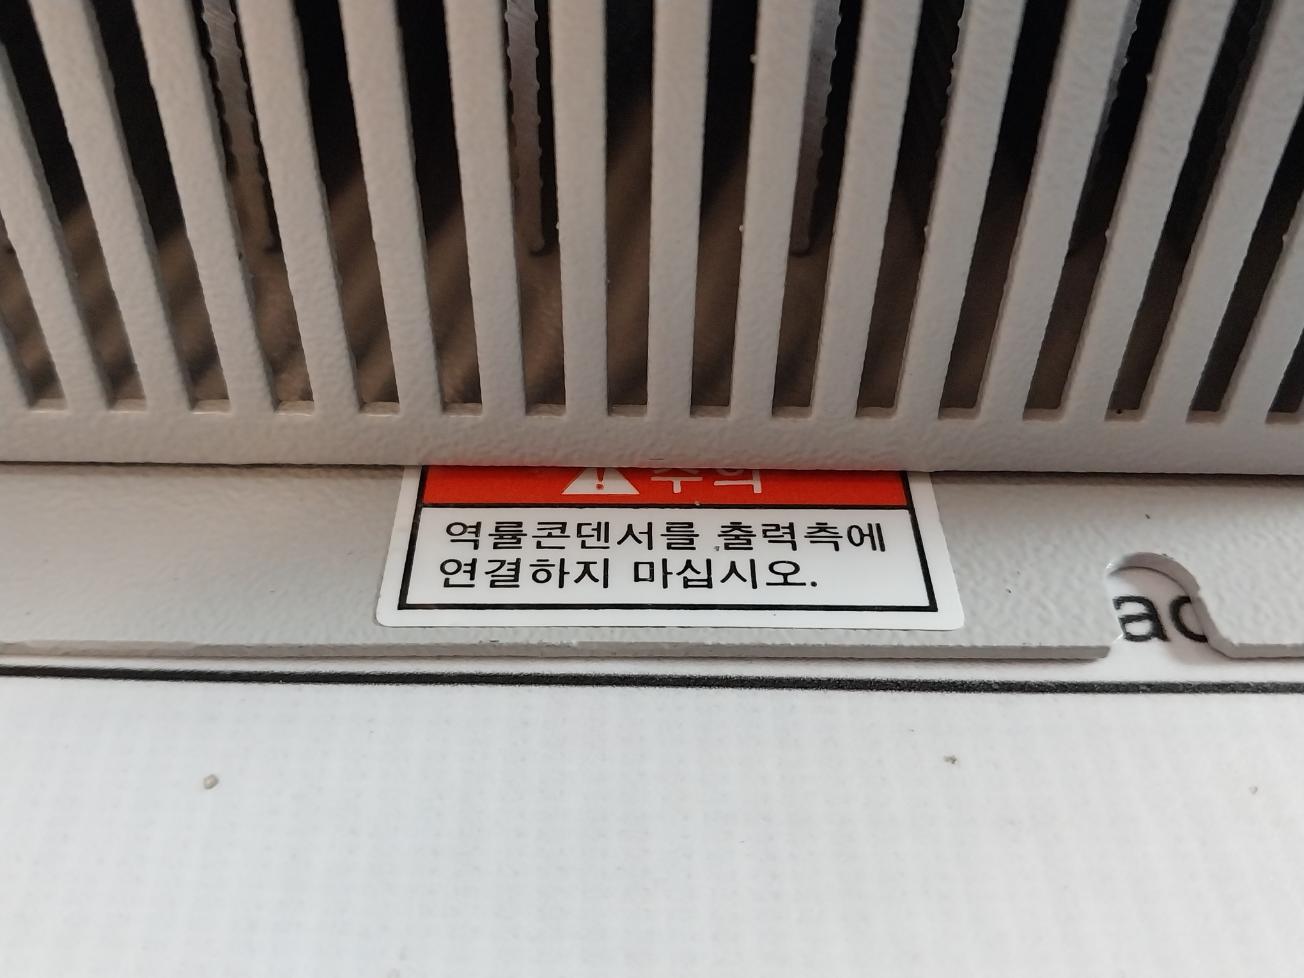 주의
역률콘덴서를 출력측에
연결하지 마십시오.
ac